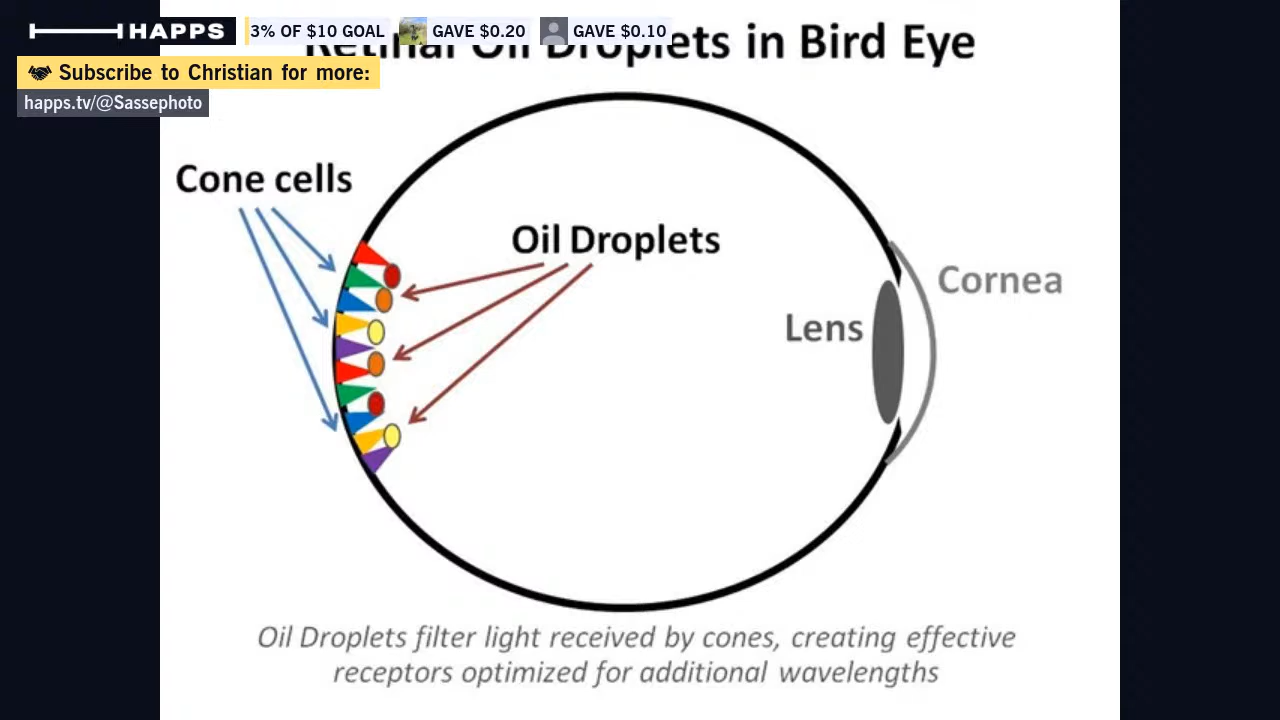 HAPPS
3% OF $10 GOAL
GAVE $0.20
GAVE $0.10
Retinal Oil Droplets in Bird Eye
Subscribe to Christian for more:
happs.tv/@Sassephoto
Cone cells
Oil Droplets
Cornea
Lens
Oil Droplets filter light received by cones, creating effective
receptors optimized for additional wavelengths